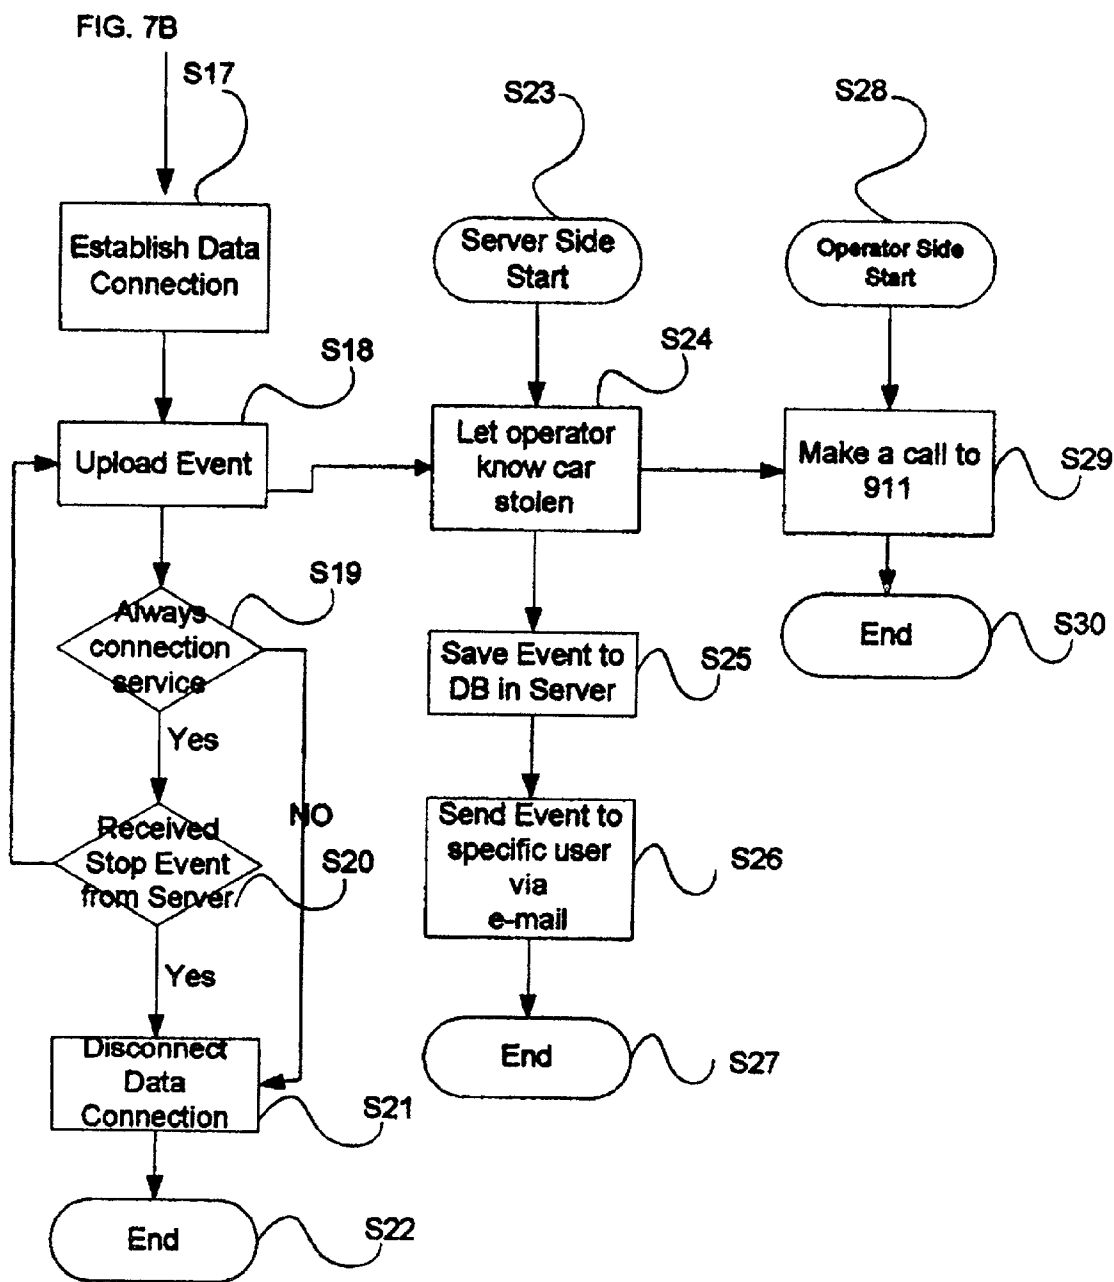 FIG. 7B
S17
Establish Data
Connection
S18
Upload Event
S19
Always
connection
service
Yes
NO
Received
Stop Event
from Server
S20
Yes
Disconnect
Data
Connection
S21
End
S22
S23
Server Side
Start
S24
Let operator
know car
stolen
Save Event to
DB in Server
S25
Send Event to
specific user
via
e-mail
S26
End
S27
S28
Operator Side
Start
Make a call to
911
S29
End
S30